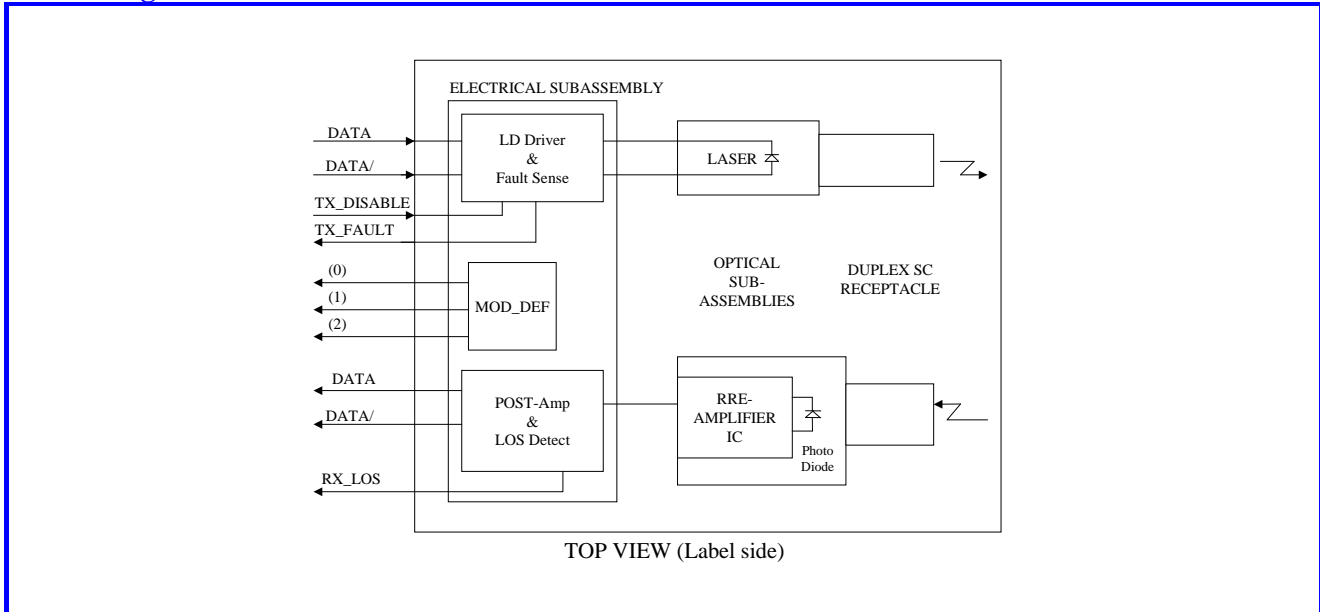 ELECTRICAL SUBASSEMBLY
DATA
DATA/
TX_DISABLE
TX_FAULT
LD Driver
&
Fault Sense
LASER
(0)
(1)
(2)
MOD_DEF
OPTICAL
SUB-
ASSEMBLIES
DUPLEX SC
RECEPTACLE
DATA
DATA/
RX_LOS
POST-Amp
&
LOS Detect
RRE-
AMPLIFIER
IC
Photo
Diode
TOP VIEW (Label side)